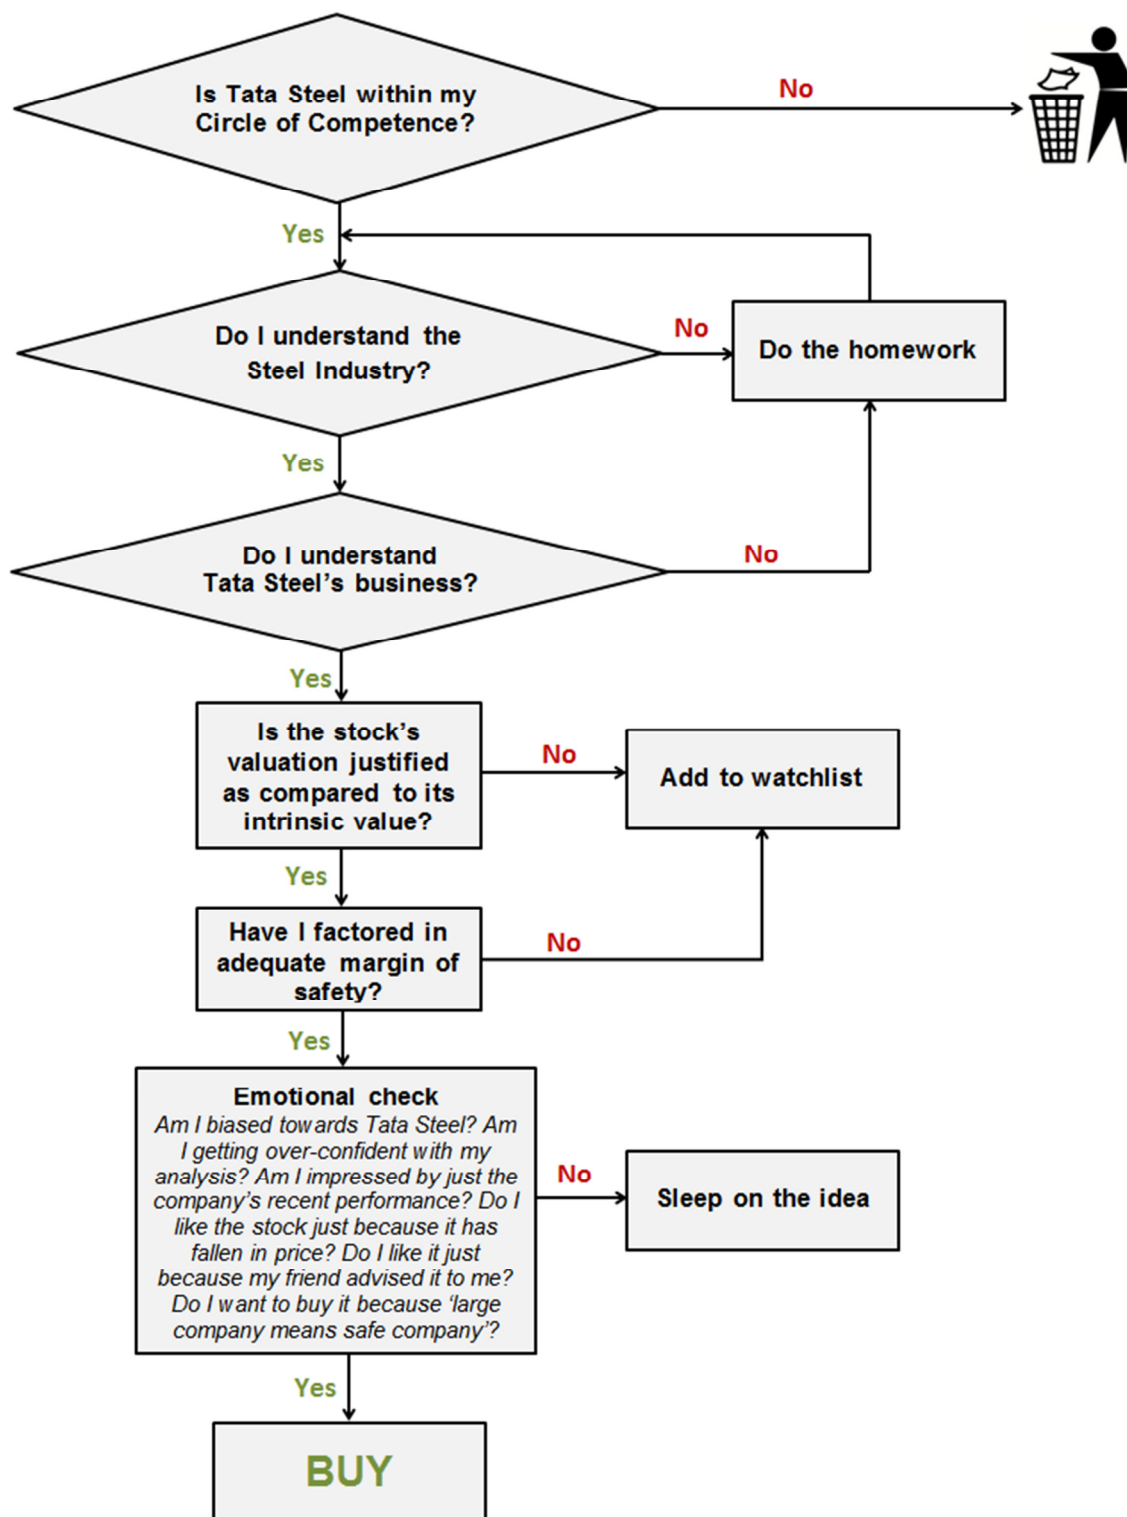 Is Tata Steel within my
Circle of Competence?
No
Yes
Do I understand the
Steel Industry?
No
Do the homework
Yes
Do I understand
Tata Steel's business?
No
Yes
Is the stock's
valuation justified
as compared to its
intrinsic value?
No
Add to watchlist
Yes
Have I factored in
adequate margin of
safety?
No
Yes
Emotional check
Am I biased towards Tata Steel? Am
I getting over-confident with my
analysis? Am I impressed by just the
company's recent performance? Do I
like the stock just because it has
fallen in price? Do I like it just
because my friend advised it to me?
Do I want to buy it because ‘large
company means safe company’?
No
Sleep on the idea
Yes
BUY